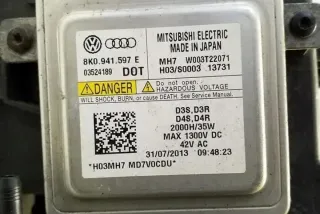 MITSUBISHI ELECTRIC
MADE IN JAPAN
8K0.941.597 E
03524189 DOT
MH7 W003T22071
H03/S0003 13731
DANGER
Do not open.
HAZARDOUS VOLTAGE
Will SHOCK, BURN, or cause DEATH. See Service Manual.
D3S,D3R
D4S,D4R
2000H/35W
MAX 1300V DC
42V AC
31/07/2013 09:48:23
*H03MH7 MD7V0CDU*